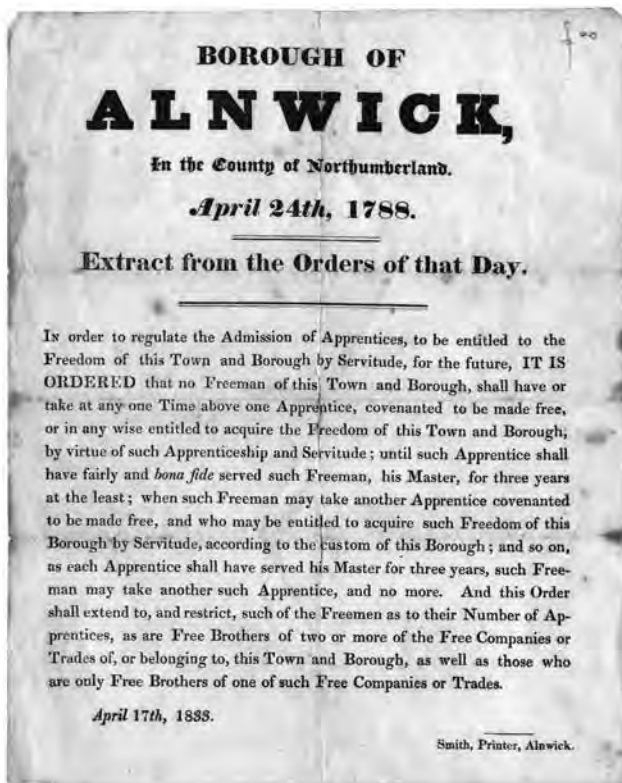 BOROUGH OF
ALNWICK,
In the County of Northumberland.
April 24th, 1788.
Extract from the Orders of that Day.
IN order to regulate the Admission of Apprentices, to be entitled to the
Freedom of this Town and Borough by Servitude, for the future, IT IS
ORDERED that no Freeman of this Town and Borough, shall have or
take at any one Time above one Apprentice, covenanted to be made free,
or in any wise entitled to acquire the Freedom of this Town and Borough,
by virtue of such Apprenticeship and Servitude; until such Apprentice shall
have fairly and bona fide served such Freeman, his Master, for three years
at the least; when such Freeman may take another Apprentice covenanted
to be made free, and who may be entitled to acquire such Freedom of this
Borough by Servitude, according to the custom of this Borough; and so on,
as each Apprentice shall have served his Master for three years, such Free-
man may take another such Apprentice, and no more. And this Order
shall extend to, and restrict, such of the Freemen as to their Number of Ap-
prentices, as are Free Brothers of two or more of the Free Companies or
Trades of, or belonging to, this Town and Borough, as well as those who
are only Free Brothers of one of such Free Companies or Trades.
April 17th, 1833.
Smith, Printer, Alnwick.